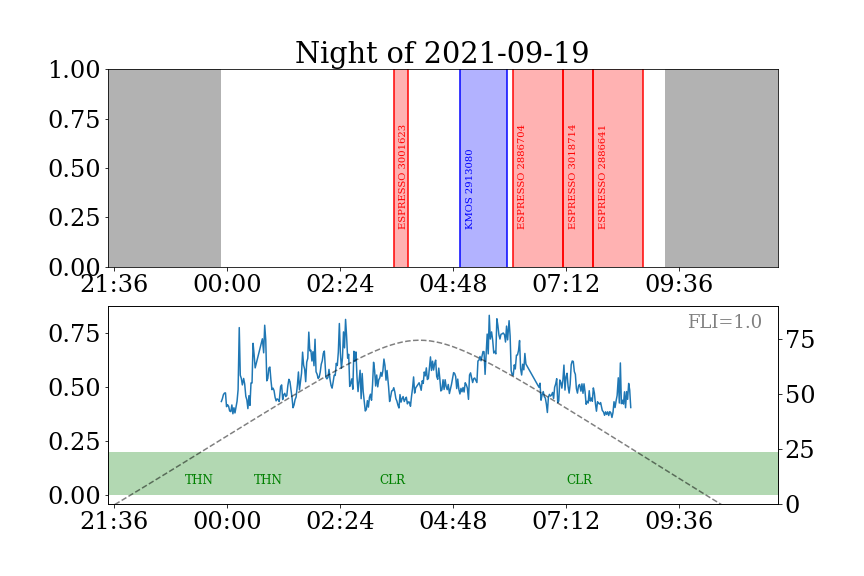 Night of 2021-09-19
1.00
0.75
0.50
0.25
0.00
ESPRESSO 3001623
KMOS 2913080
ESPRESSO 2886704
ESPRESSO 3018714
ESPRESSO 2886641
21:36 00:00 02:24 04:48 07:12 09:36
FLI=1.0
0.75
0.50
0.25
0.00
75
50
25
0
THN THN CLR CLR
21:36 00:00 02:24 04:48 07:12 09:36